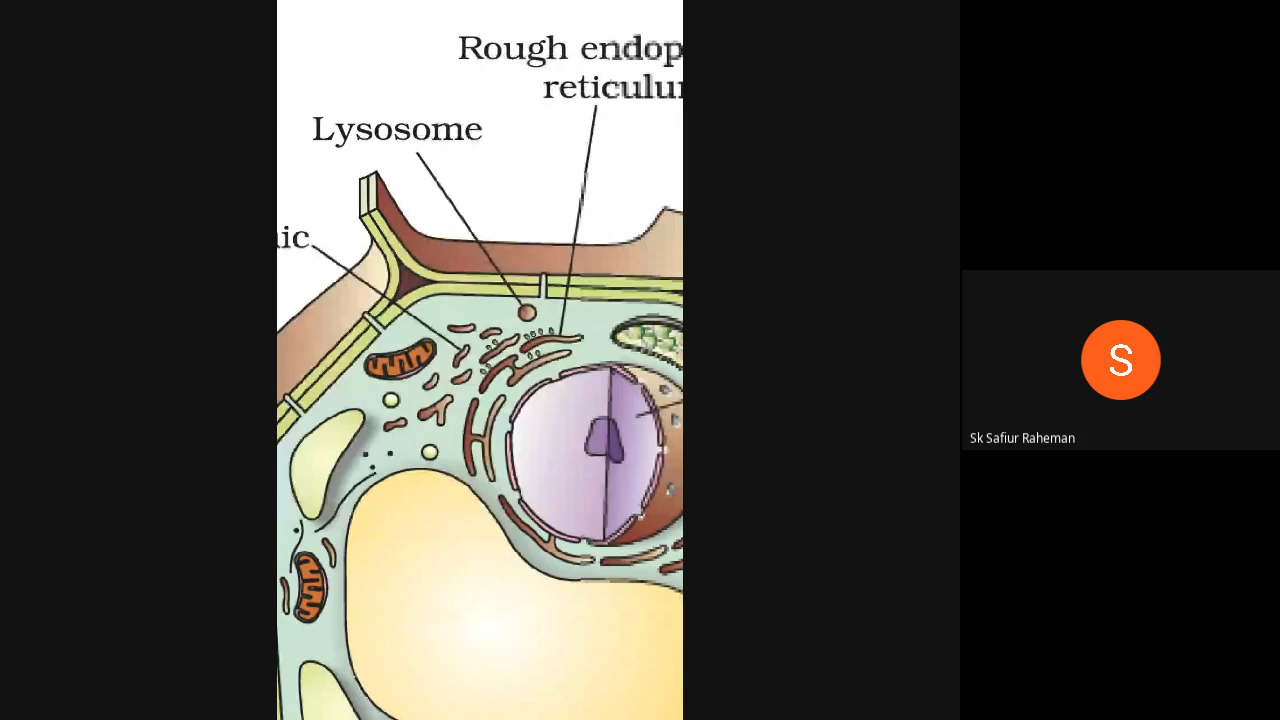 Rough endop
reticulu
Lysosome
ic
S
Sk Safiur Raheman